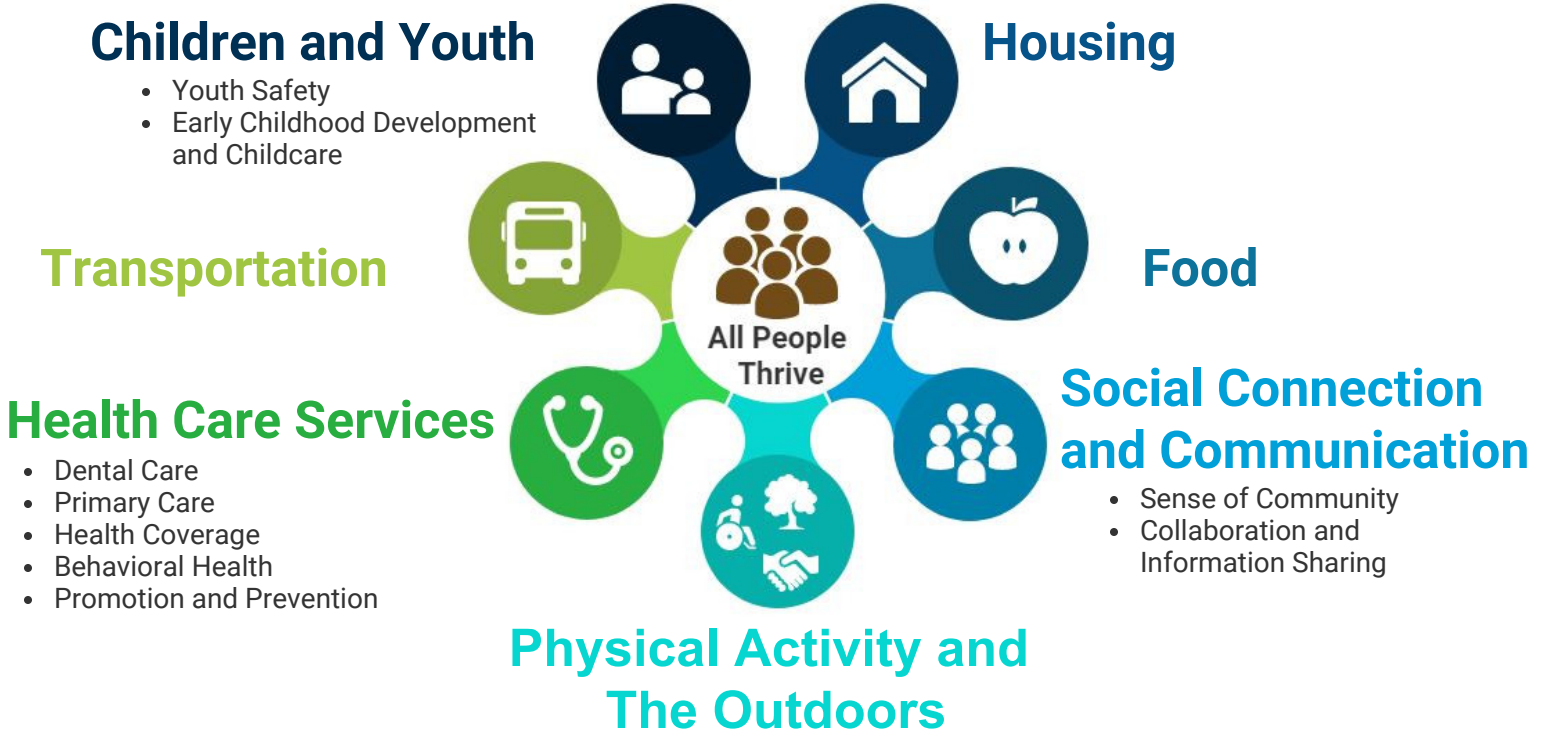 Children and Youth
• Youth Safety
• Early Childhood Development
and Childcare
Housing
Transportation
Food
All People
Thrive
Health Care Services
• Dental Care
• Primary Care
• Health Coverage
• Behavioral Health
• Promotion and Prevention
Social Connection
and Communication
• Sense of Community
• Collaboration and
Information Sharing
Physical Activity and
The Outdoors